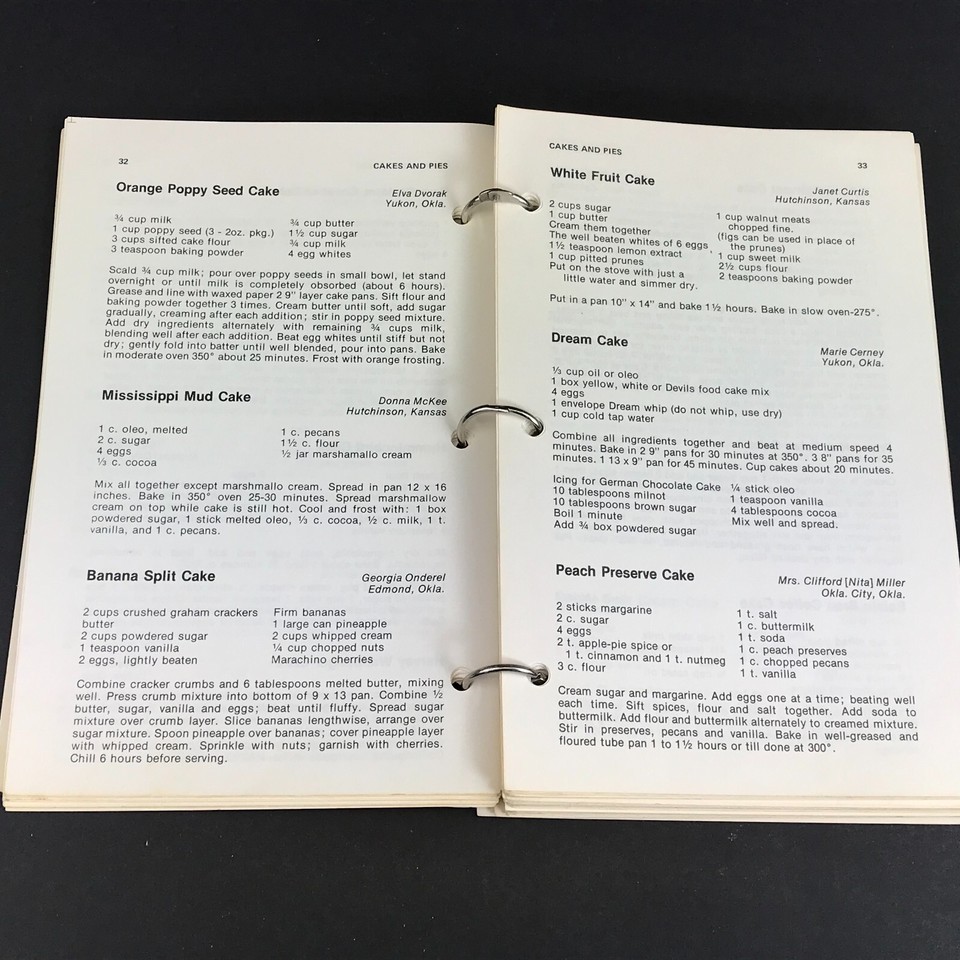 32
CAKES AND PIES
Orange Poppy Seed Cake
Elva Dvorak
Yukon, Okla.
¾ cup milk
1 cup poppy seed (3 - 2oz. pkg.)
3 cups sifted cake flour
3 teaspoon baking powder
¾ cup butter
1½ cup sugar
¾ cup milk
4 egg whites
Scald ¾ cup milk; pour over poppy seeds in small bowl, let stand
overnight or until milk is completely obsorbed (about 6 hours).
Grease and line with waxed paper 2 9" layer cake pans. Sift flour and
baking powder together 3 times. Cream butter until soft, add sugar
gradually, creaming after each addition; stir in poppy seed mixture.
Add dry ingredients alternately with remaining ¾ cups milk,
blending well after each addition. Beat egg whites until stiff but not
dry; gently fold into batter until well blended, pour into pans. Bake
in moderate oven 350° about 25 minutes. Frost with orange frosting.
Mississippi Mud Cake
Donna McKee
Hutchinson, Kansas
1 c. oleo, melted
2 c. sugar
4 eggs
⅓ c. cocoa
1 c. pecans
1½ c. flour
½ jar marshamallo cream
Mix all together except marshmallo cream. Spread in pan 12 x 16
inches. Bake in 350° oven 25-30 minutes. Spread marshmallow
cream on top while cake is still hot. Cool and frost with: 1 box
powdered sugar, 1 stick melted oleo, ⅓ c. cocoa, ½ c. milk, 1 t.
vanilla, and 1 c. pecans.
Banana Split Cake
Georgia Onderel
Edmond, Okla.
2 cups crushed graham crackers
butter
2 cups powdered sugar
1 teaspoon vanilla
2 eggs, lightly beaten
Firm bananas
1 large can pineapple
2 cups whipped cream
¼ cup chopped nuts
Marachino cherries
Combine cracker crumbs and 6 tablespoons melted butter, mixing
well. Press crumb mixture into bottom of 9 x 13 pan. Combine ½
butter, sugar, vanilla and eggs; beat until fluffy. Spread sugar
mixture over crumb layer. Slice bananas lengthwise, arrange over
sugar mixture. Spoon pineapple over bananas; cover pineapple layer
with whipped cream. Sprinkle with nuts; garnish with cherries.
Chill 6 hours before serving.
CAKES AND PIES
33
White Fruit Cake
Janet Curtis
Hutchinson, Kansas
2 cups sugar
1 cup butter
Cream them together
The well beaten whites of 6 eggs
1½ teaspoon lemon extract
1 cup pitted prunes
Put on the stove with just a
little water and simmer dry.
1 cup walnut meats
chopped fine.
(figs can be used in place of
the prunes)
1 cup sweet milk
2½ cups flour
2 teaspoons baking powder
Put in a pan 10" x 14" and bake 1½ hours. Bake in slow oven-275°.
Dream Cake
Marie Cerney
Yukon, Okla.
⅓ cup oil or oleo
1 box yellow, white or Devils food cake mix
4 eggs
1 envelope Dream whip (do not whip, use dry)
1 cup cold tap water
Combine all ingredients together and beat at medium speed 4
minutes. Bake in 2 9" pans for 30 minutes at 350°. 3 8" pans for 35
minutes. 1 13 x 9" pan for 45 minutes. Cup cakes about 20 minutes.
Icing for German Chocolate Cake
10 tablespoons milnot
10 tablespoons brown sugar
Boil 1 minute
Add ¾ box powdered sugar
¼ stick oleo
1 teaspoon vanilla
4 tablespoons cocoa
Mix well and spread.
Peach Preserve Cake
Mrs. Clifford [Nita] Miller
Okla. City, Okla.
2 sticks margarine
2 c. sugar
4 eggs
2 t. apple-pie spice or
1 t. cinnamon and 1 t. nutmeg
3 c. flour
1 t. salt
1 c. buttermilk
1 t. soda
1 c. peach preserves
1 c. chopped pecans
1 t. vanilla
Cream sugar and margarine. Add eggs one at a time; beating well
each time. Sift spices, flour and salt together. Add soda to
buttermilk. Add flour and buttermilk alternately to creamed mixture.
Stir in preserves, pecans and vanilla. Bake in well-greased and
floured tube pan 1 to 1½ hours or till done at 300°.